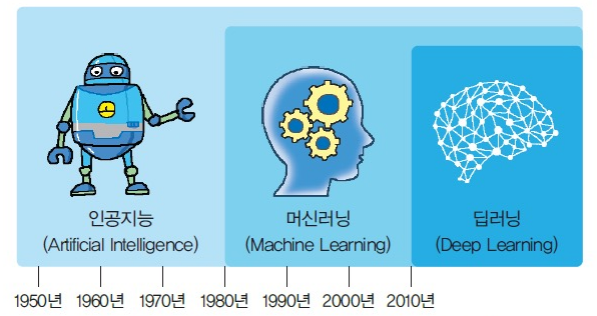 인공지능
(Artificial Intelligence)
머신러닝
(Machine Learning)
딥러닝
(Deep Learning)
1950년 1960년 1970년 1980년 1990년 2000년 2010년